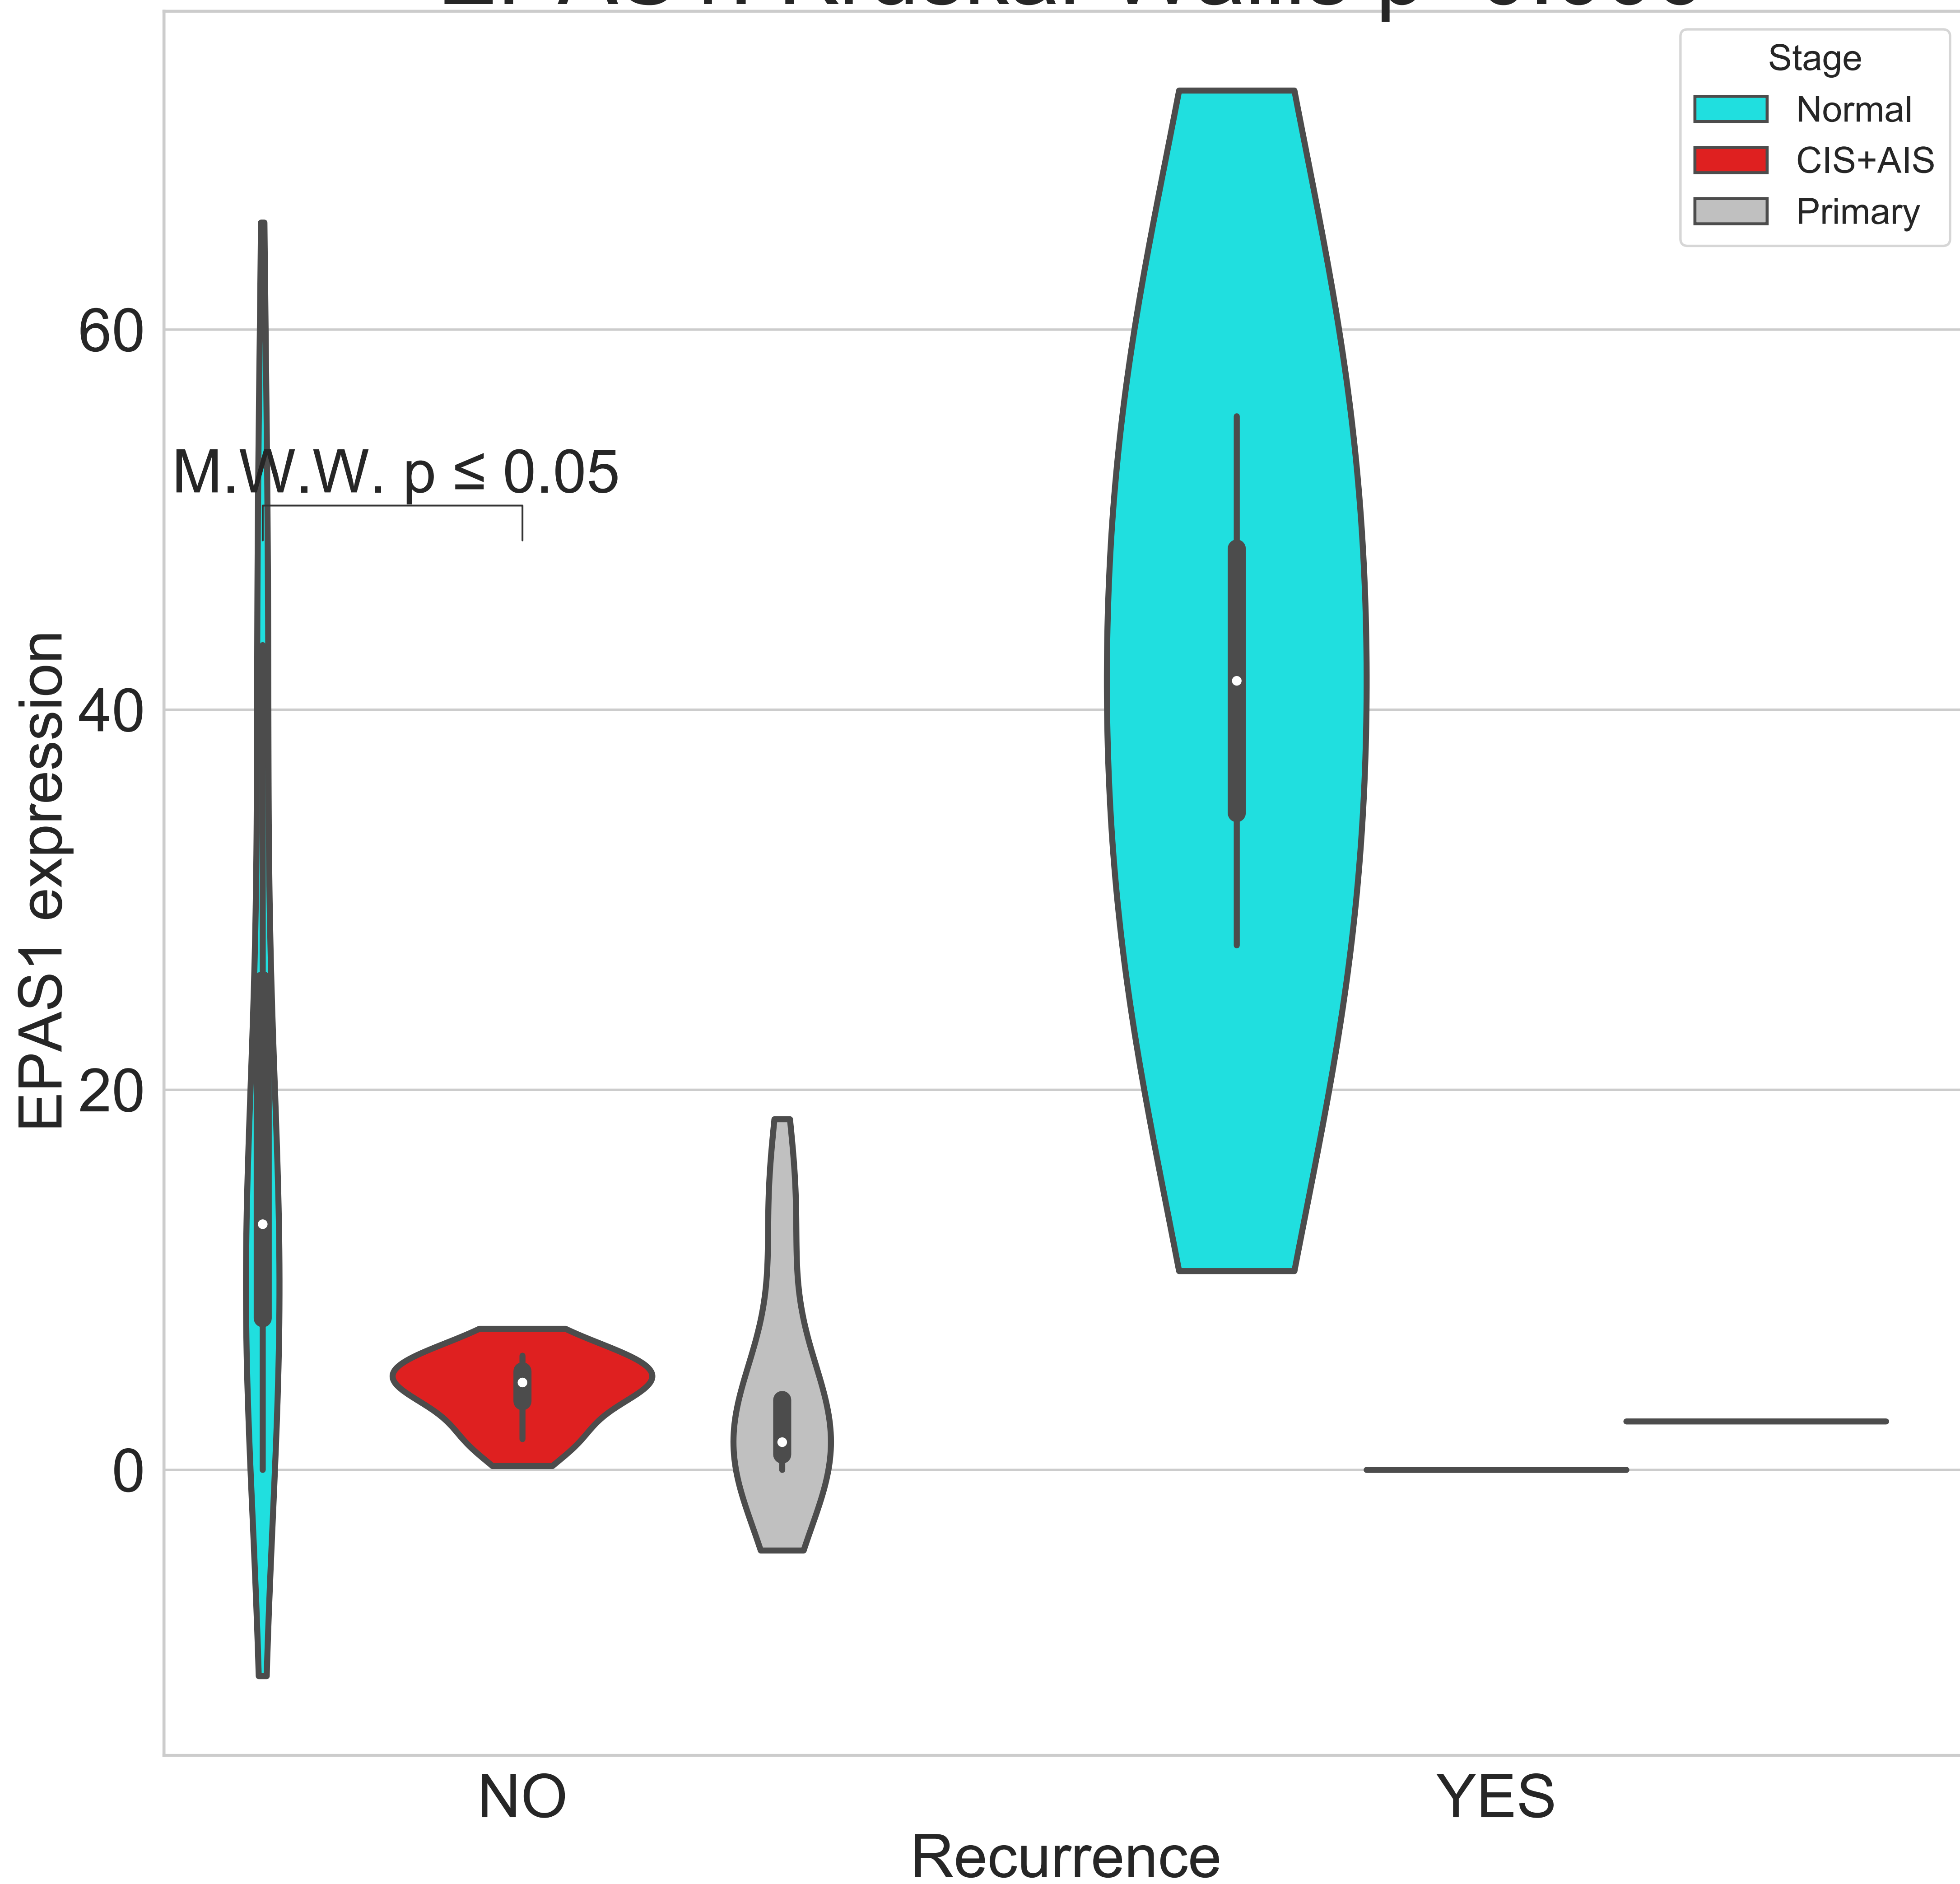 Stage
Normal
CIS+AIS
Primary
60
M.W.W. p ≤ 0.05
40
20
0
EPAS1 expression
NO
YES
Recurrence